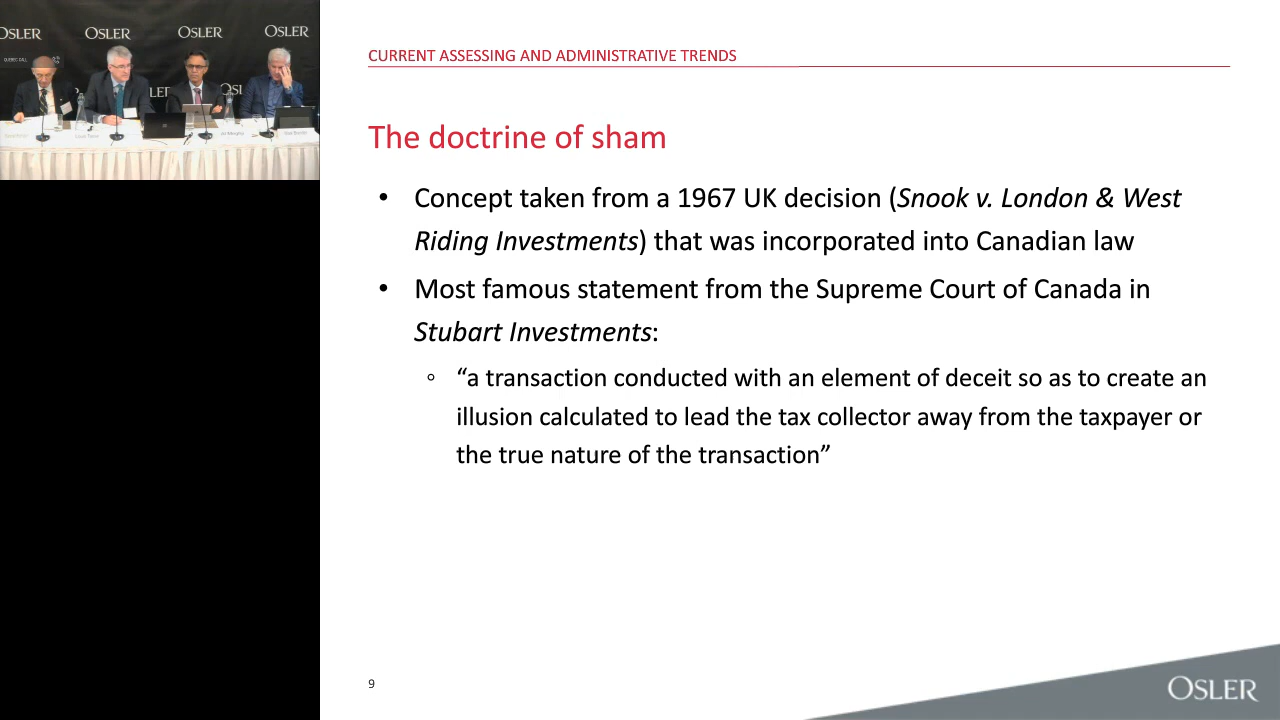 OSLER
OSLER
OSLER
OSLER
CURRENT ASSESSING AND ADMINISTRATIVE TRENDS
The doctrine of sham
• Concept taken from a 1967 UK decision (Snook v. London & West
Riding Investments) that was incorporated into Canadian law
• Most famous statement from the Supreme Court of Canada in
Stubart Investments:
◦ “a transaction conducted with an element of deceit so as to create an
illusion calculated to lead the tax collector away from the taxpayer or
the true nature of the transaction”
9
OSLER